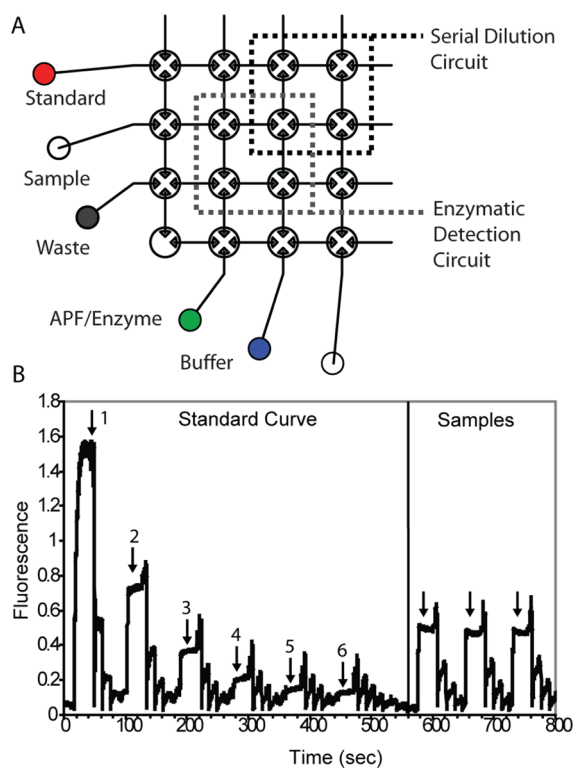 A
Serial Dilution
Circuit
Standard
Sample
Waste
Enzymatic
Detection
Circuit
APF/Enzyme
Buffer
B
Standard Curve
Samples
Fluorescence
1.8
1.6
1.4
1.2
1
0.8
0.6
0.4
0.2
0
1
2
3
4
5
6
0 100 200 300 400 500 600 700 800
Time (sec)